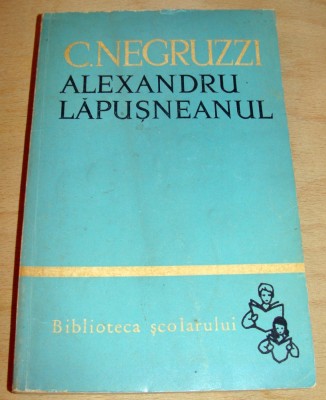 C. NEGRUZZI
ALEXANDRU
LĂPUȘNEANUL
Biblioteca școlarului